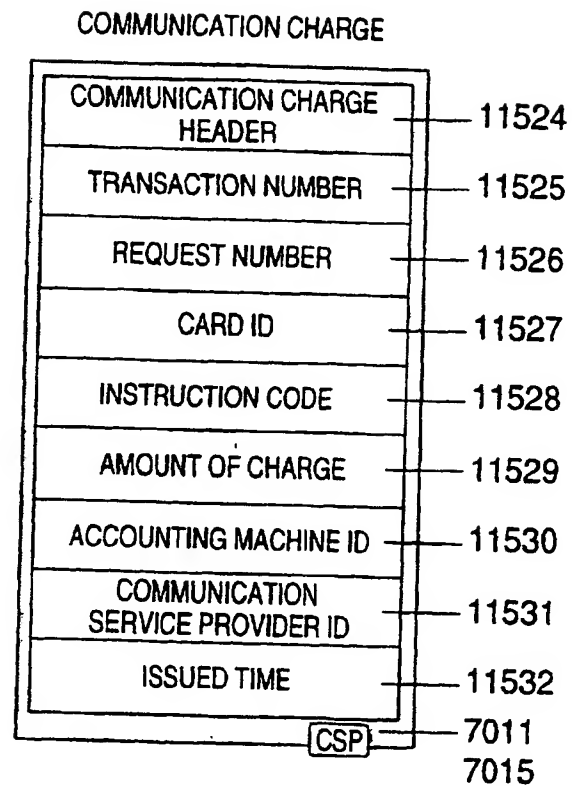 COMMUNICATION CHARGE
COMMUNICATION CHARGE
HEADER
11524
TRANSACTION NUMBER
11525
REQUEST NUMBER
11526
CARD ID
11527
INSTRUCTION CODE
11528
AMOUNT OF CHARGE
11529
ACCOUNTING MACHINE ID
11530
COMMUNICATION
SERVICE PROVIDER ID
11531
ISSUED TIME
11532
CSP
7011
7015